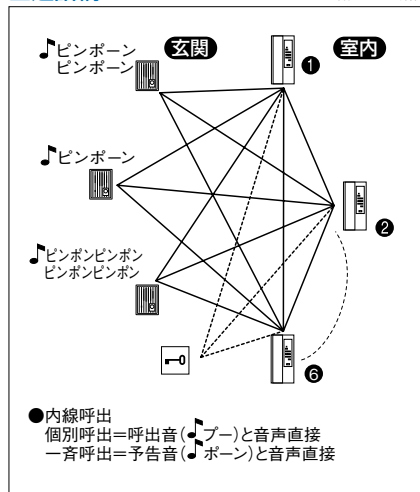 ♪ピンポーン
ピンポーン
玄関
室内
❶
♪ピンポーン
❷
♪ピンポンピンポン
ピンポンピンポン
❻
●内線呼出
個別呼出=呼出音(♪プー)と音声直接
一斉呼出=予告音(♪ポーン)と音声直接